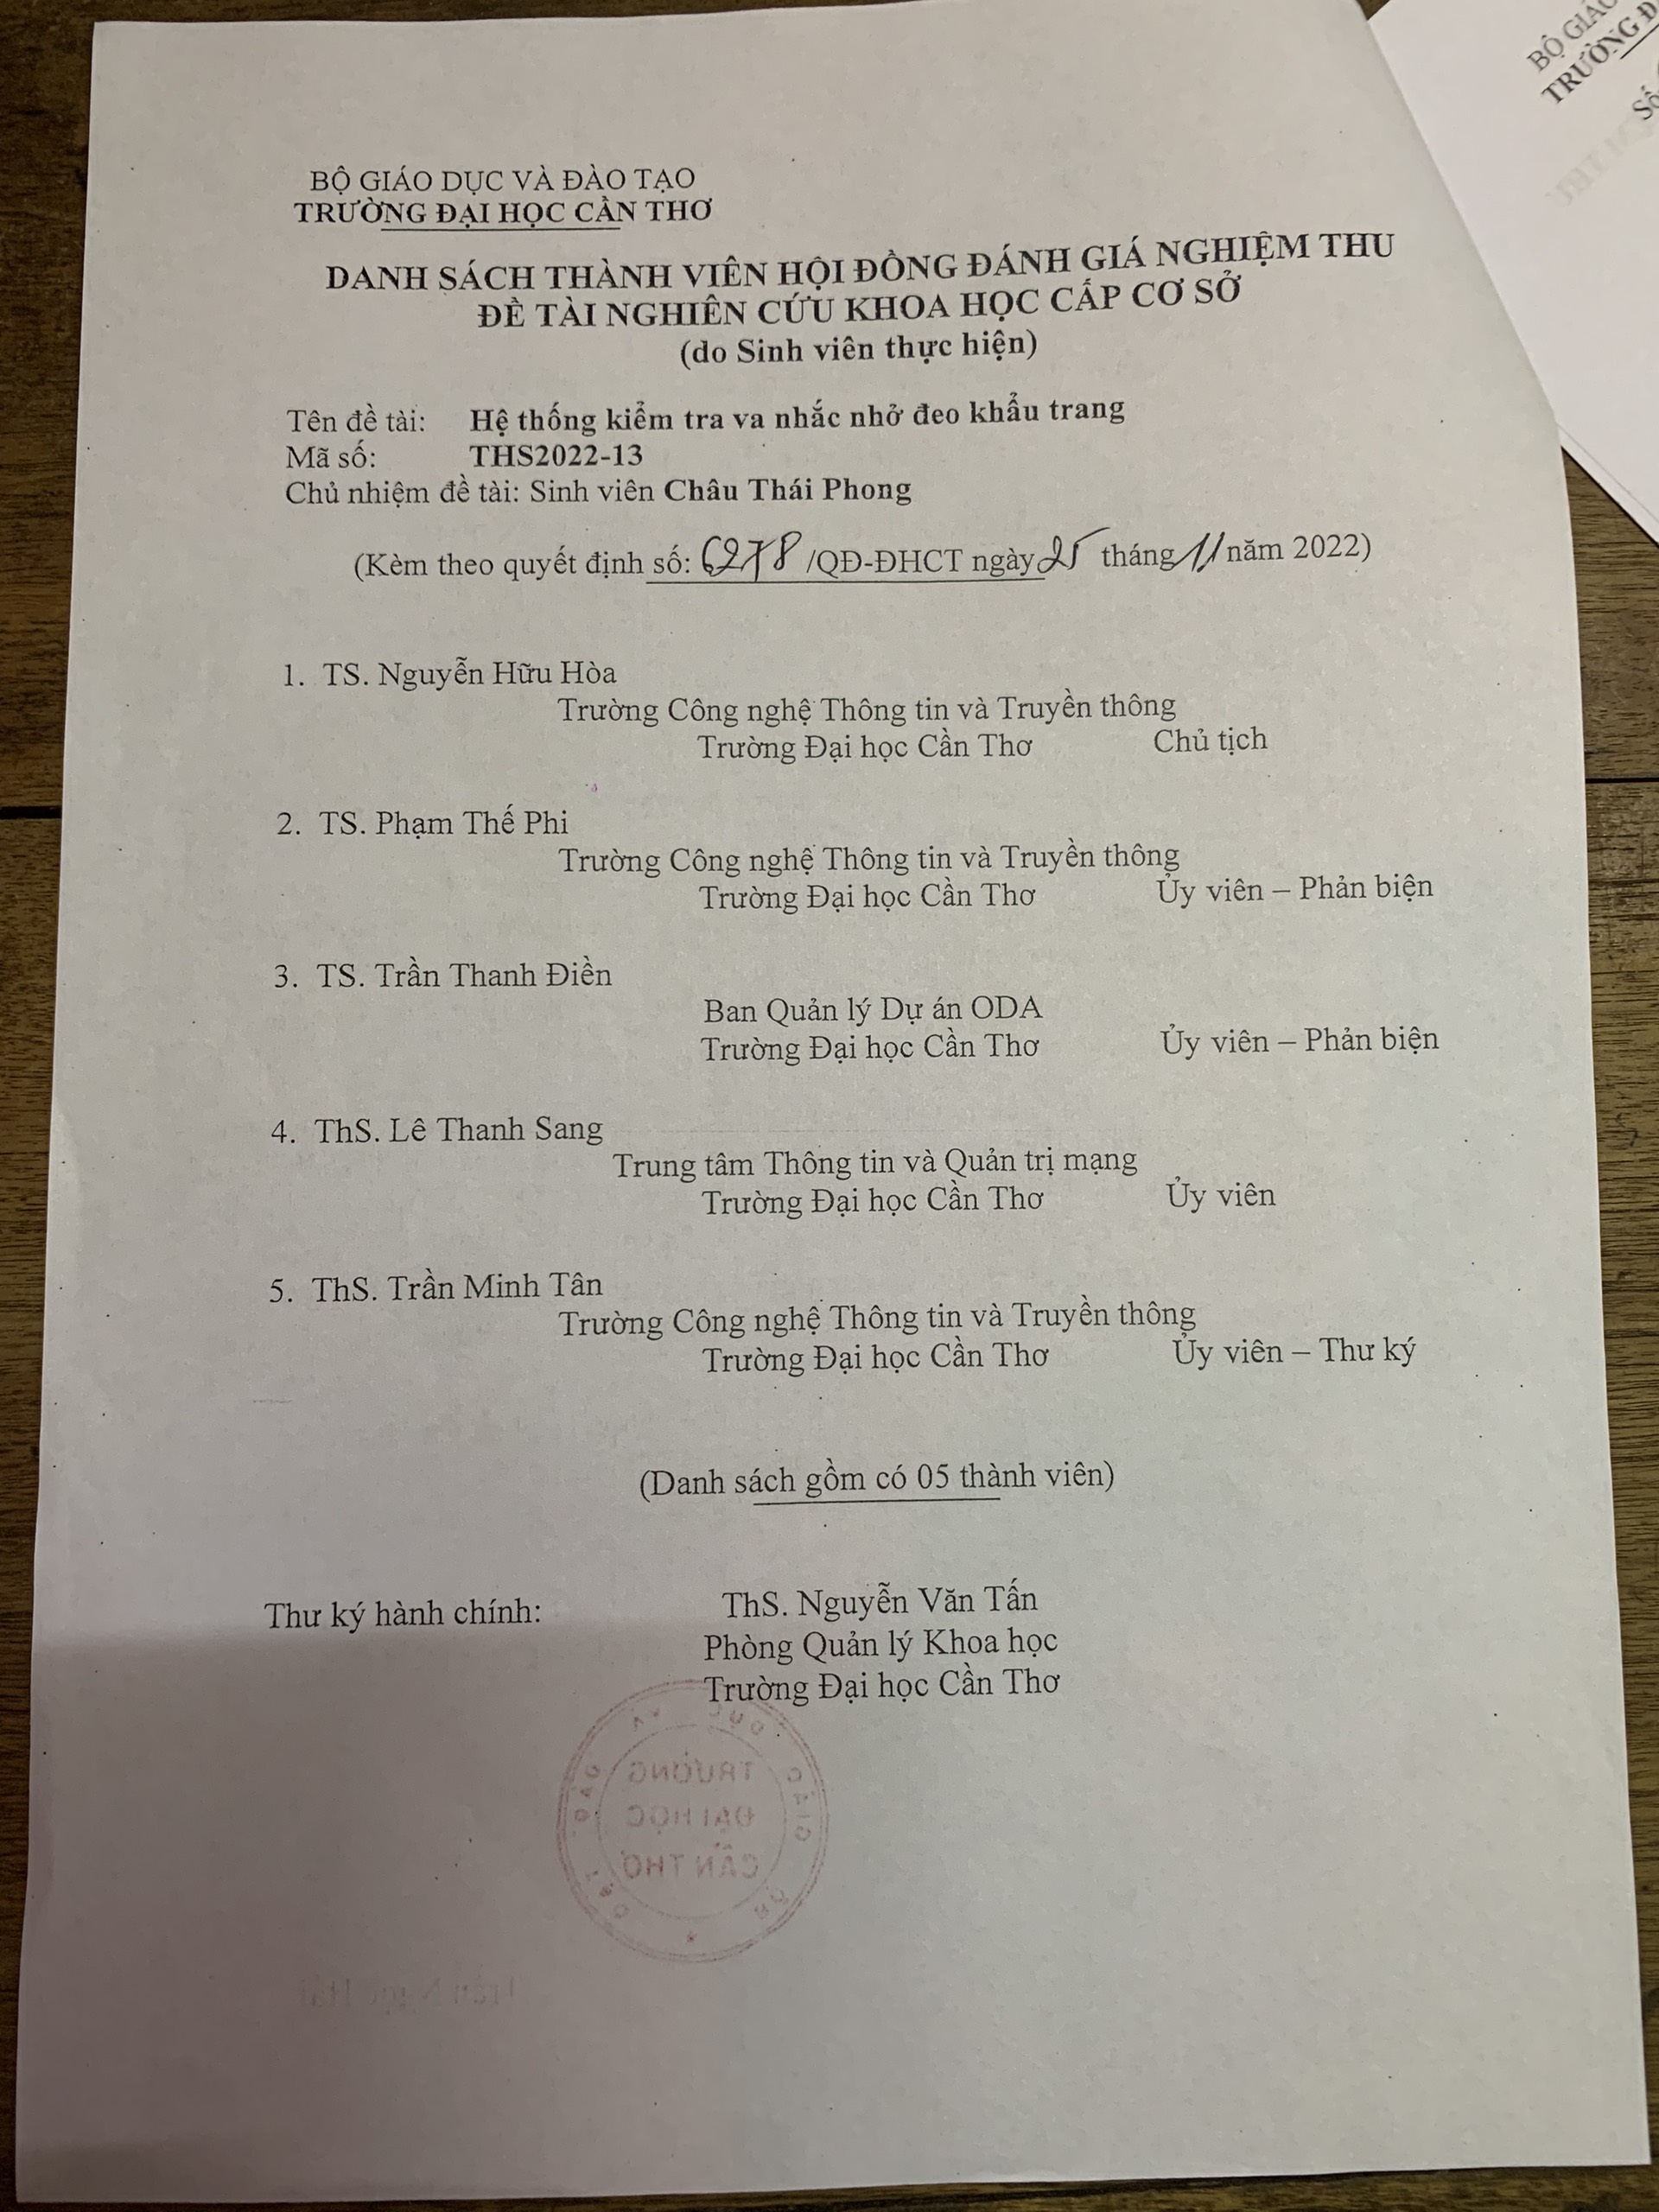 BỘ GIÁO DỤC VÀ ĐÀO TẠO
TRƯỜNG ĐẠI HỌC CẦN THƠ
DANH SÁCH THÀNH VIÊN HỘI ĐỒNG ĐÁNH GIÁ NGHIỆM THU
ĐỀ TÀI NGHIÊN CỨU KHOA HỌC CẤP CƠ SỞ
(do Sinh viên thực hiện)
Tên đề tài: Hệ thống kiểm tra va nhắc nhở đeo khẩu trang
Mã số: THS2022-13
Chủ nhiệm đề tài: Sinh viên Châu Thái Phong
(Kèm theo quyết định số: 6278 /QĐ-ĐHCT ngày 25 tháng 11 năm 2022)
1. TS. Nguyễn Hữu Hòa
Trường Công nghệ Thông tin và Truyền thông
Trường Đại học Cần Thơ Chủ tịch
2. TS. Phạm Thế Phi
Trường Công nghệ Thông tin và Truyền thông
Trường Đại học Cần Thơ Ủy viên – Phản biện
3. TS. Trần Thanh Điền
Ban Quản lý Dự án ODA
Trường Đại học Cần Thơ Ủy viên – Phản biện
4. ThS. Lê Thanh Sang
Trung tâm Thông tin và Quản trị mạng
Trường Đại học Cần Thơ Ủy viên
5. ThS. Trần Minh Tân
Trường Công nghệ Thông tin và Truyền thông
Trường Đại học Cần Thơ Ủy viên – Thư ký
(Danh sách gồm có 05 thành viên)
Thư ký hành chính: ThS. Nguyễn Văn Tấn
Phòng Quản lý Khoa học
Trường Đại học Cần Thơ
TRƯỜNG
ĐẠI HỌC
CẦN THƠ
BỘ GIÁO
TRƯỜNG Đ
Số